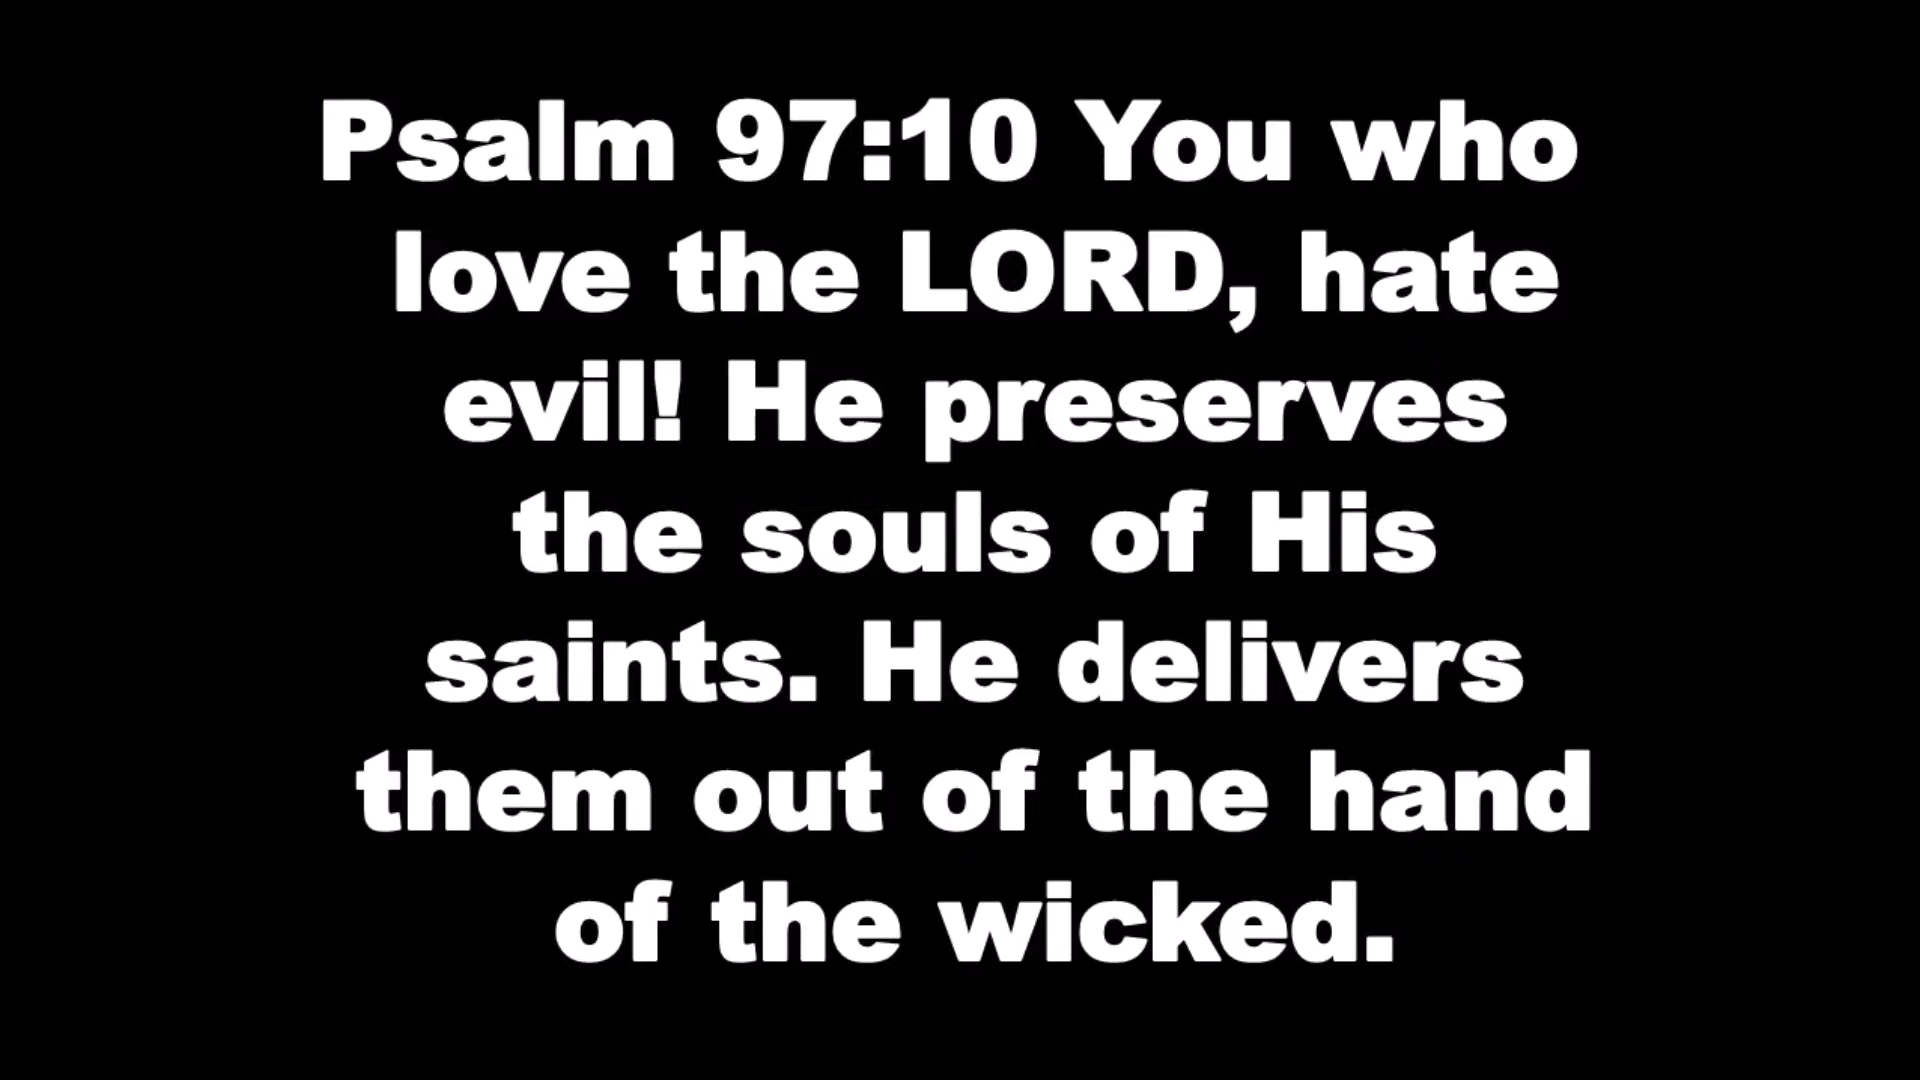 Psalm 97:10 You who
love the LORD, hate
evil! He preserves
the souls of His
saints. He delivers
them out of the hand
of the wicked.